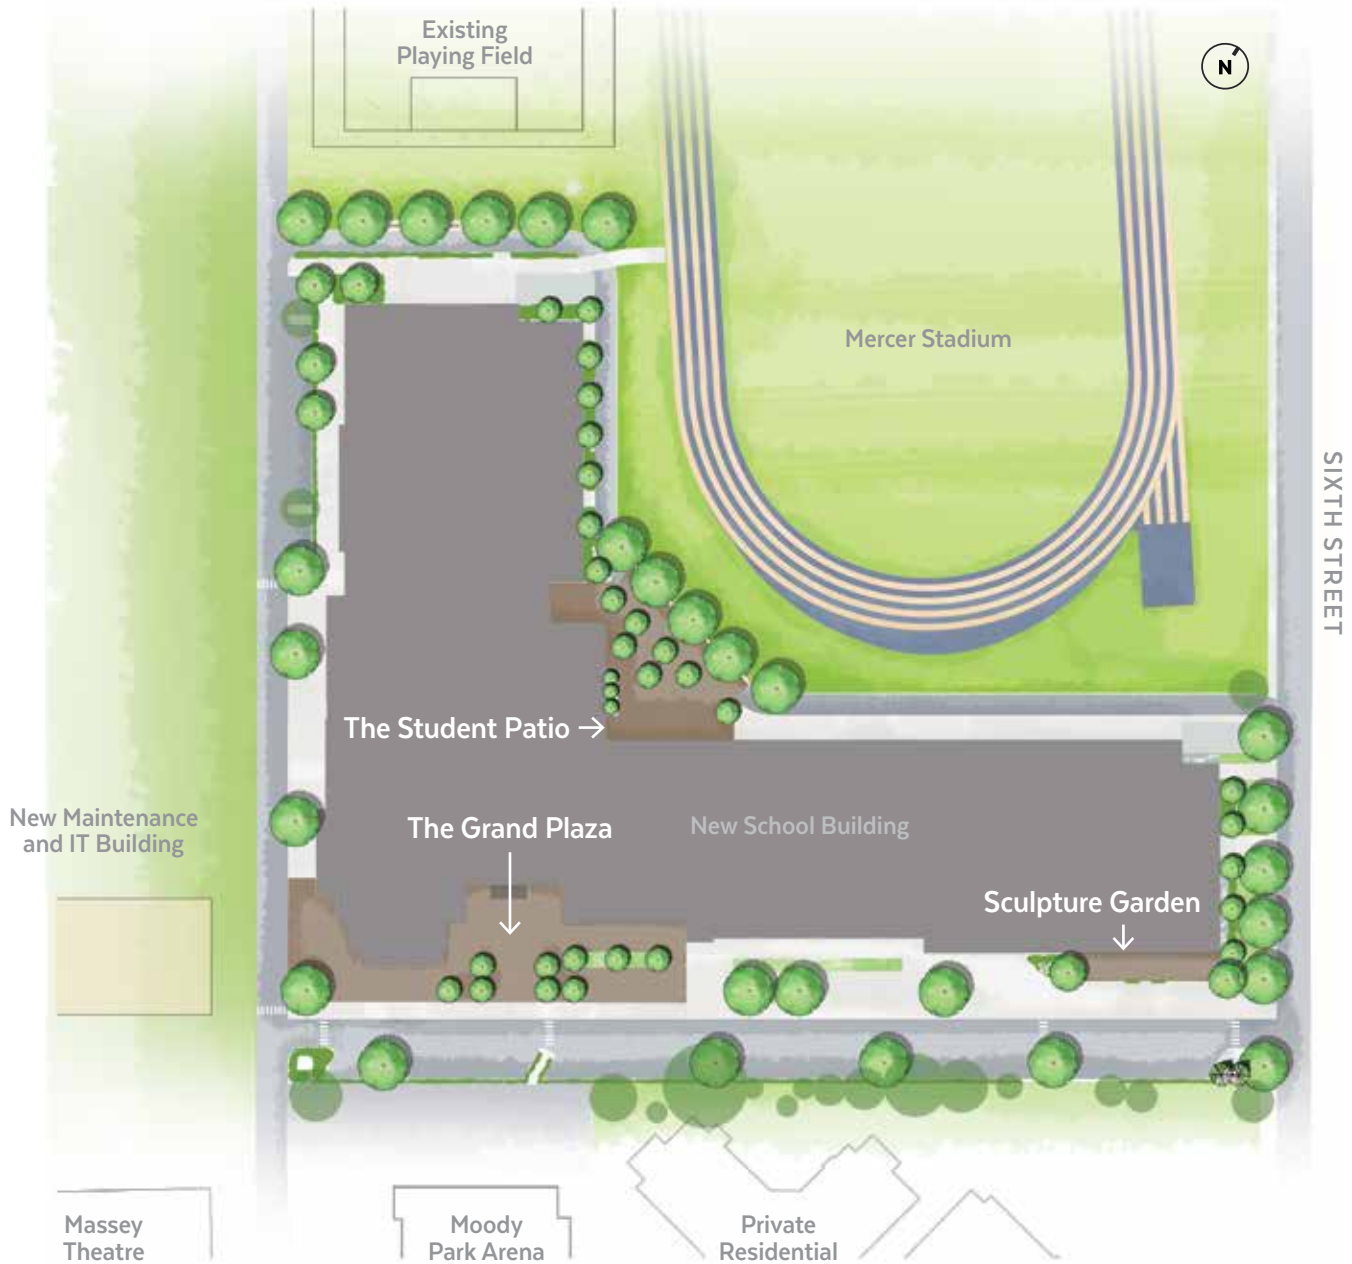 Existing
Playing Field
N
Mercer Stadium
SIXTH STREET
The Student Patio
New Maintenance
and IT Building
The Grand Plaza
New School Building
Sculpture Garden
Massey
Theatre
Moody
Park Arena
Private
Residential